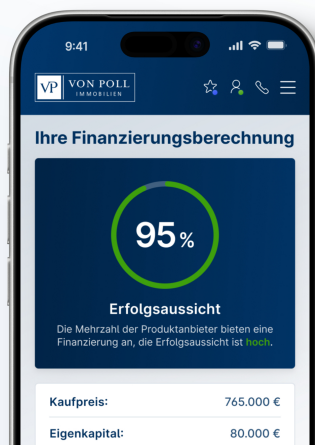 9:41
VP VON POLL
IMMOBILIEN
Ihre Finanzierungsberechnung
95 %
Erfolgsaussicht
Die Mehrzahl der Produktanbieter bieten eine
Finanzierung an, die Erfolgsaussicht ist hoch.
Kaufpreis: 765.000 €
Eigenkapital: 80.000 €